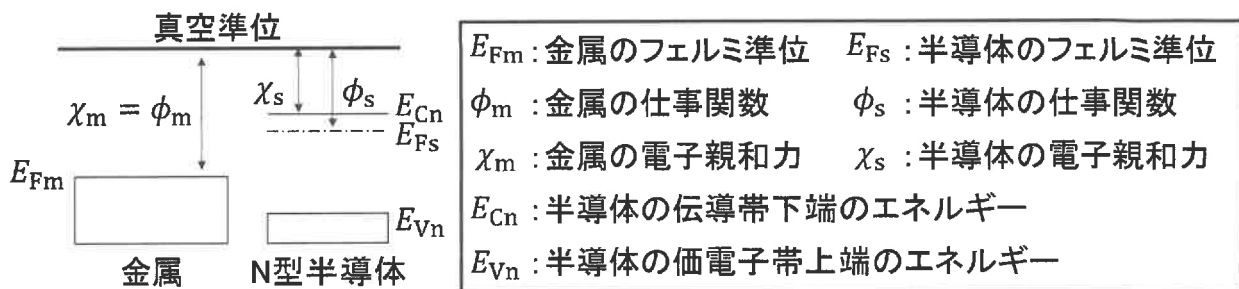 真空準位
χs
ϕs
χm = ϕm
ECn
EFs
EFm
EVn
金属
N型半導体
EFm : 金属のフェルミ準位 EFs : 半導体のフェルミ準位
ϕm : 金属の仕事関数 ϕs : 半導体の仕事関数
χm : 金属の電子親和力 χs : 半導体の電子親和力
ECn : 半導体の伝導帯下端のエネルギー
EVn : 半導体の価電子帯上端のエネルギー